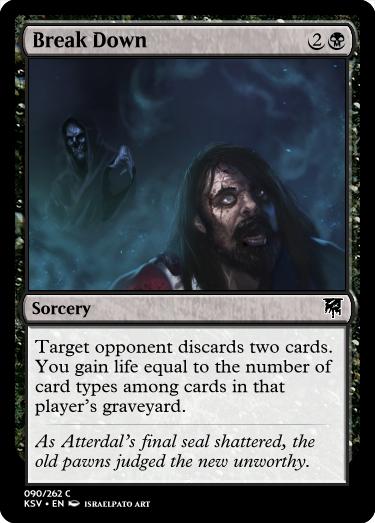 Break Down 2
Sorcery
Target opponent discards two cards.
You gain life equal to the number of
card types among cards in that
player's graveyard.
As Atterdal's final seal shattered, the
old pawns judged the new unworthy.
090/262 C
KSV • EN ISRAELPATO ART